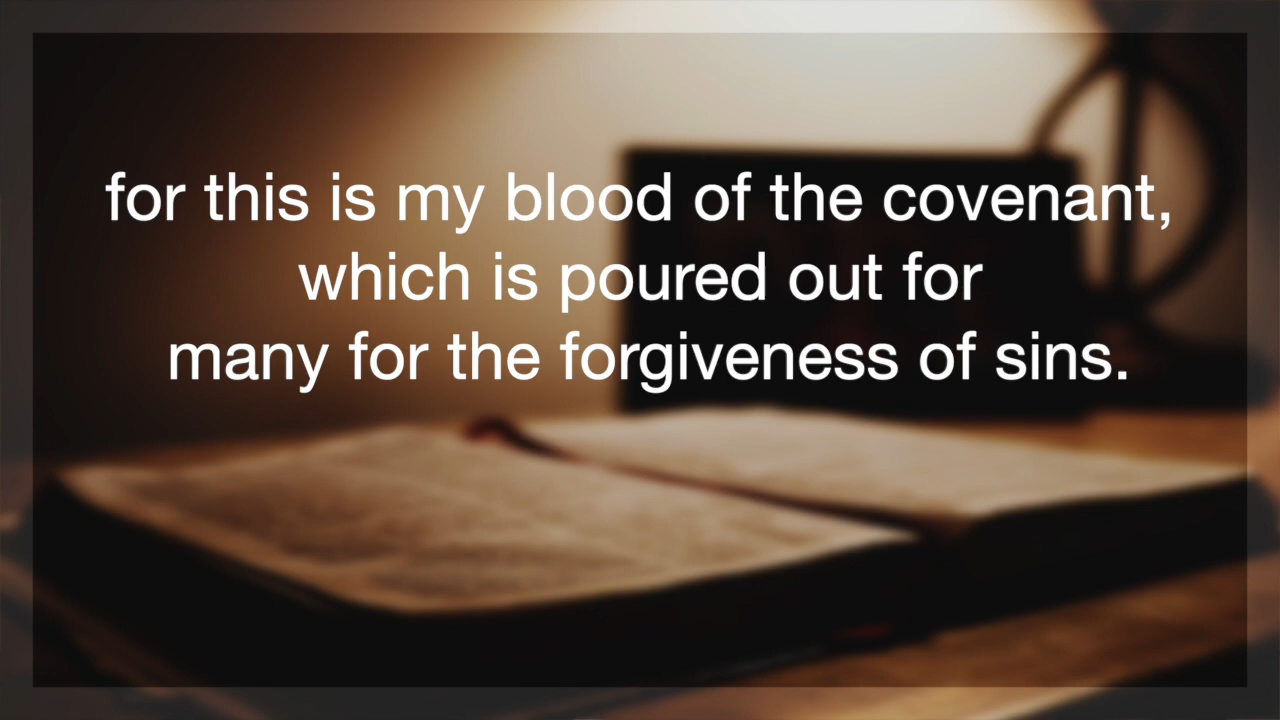 for this is my blood of the covenant,
which is poured out for
many for the forgiveness of sins.